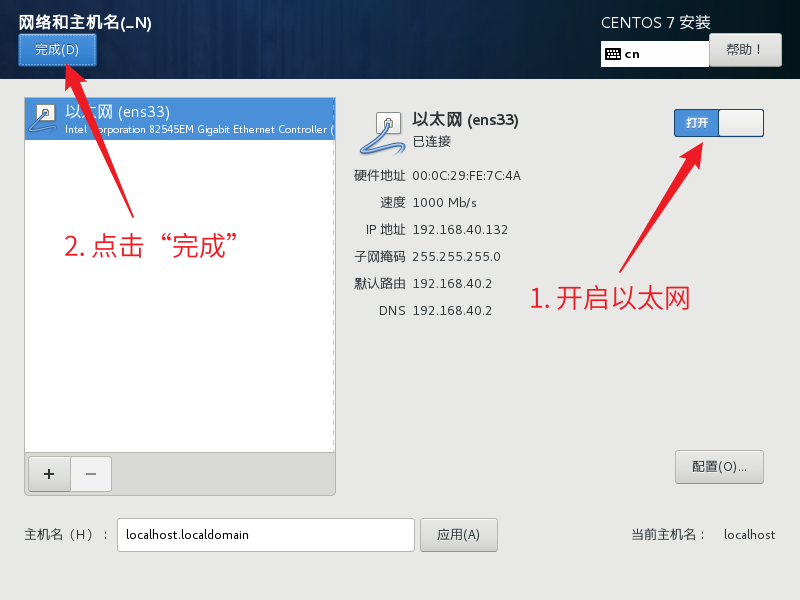 网络和主机名(_N)
CENTOS 7 安装
完成(D)
cn
帮助！
以太网 (ens33)
Intel Corporation 82545EM Gigabit Ethernet Controller (
以太网 (ens33)
已连接
打开
硬件地址 00:0C:29:FE:7C:4A
速度 1000 Mb/s
IP 地址 192.168.40.132
子网掩码 255.255.255.0
默认路由 192.168.40.2
DNS 192.168.40.2
2. 点击“完成”
1. 开启以太网
+ −
配置(O)...
主机名（H）： localhost.localdomain
应用(A)
当前主机名： localhost